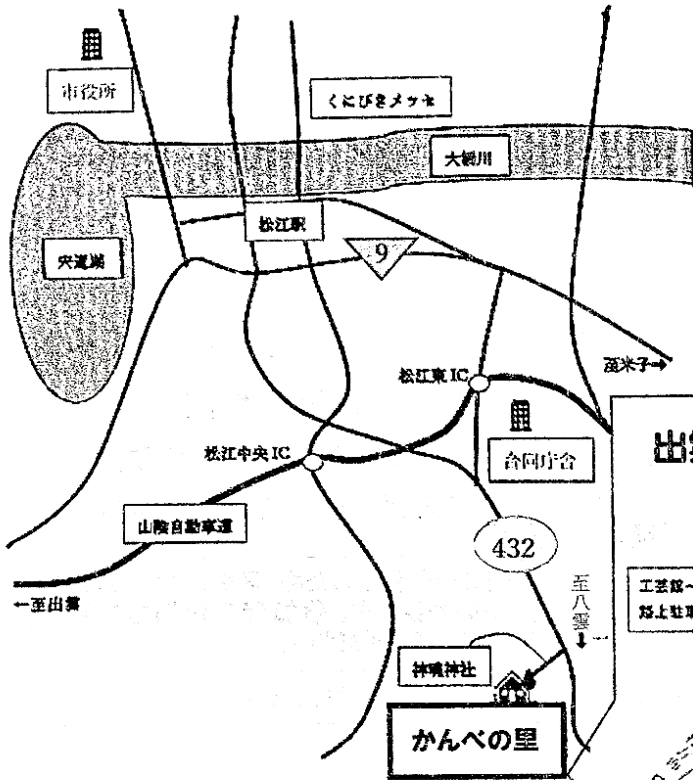 市役所
くにびきメッセ
大橋川
松江駅
宍道湖
9
至米子→
松江東IC
松江中央IC
合同庁舎
山陰自動車道
432
←至出雲
至八雲↓
工芸館~
路上駐
神魂神社
かんべの里